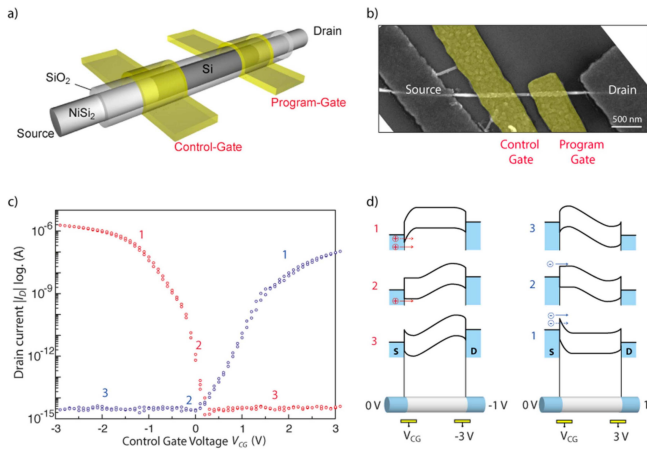 a)
Drain
SiO2
Si
NiSi2
Program-Gate
Source
Control-Gate
b)
Source
Drain
500 nm
Control
Gate
Program
Gate
c)
Drain current |ID| log. (A)
10-6
10-9
10-12
10-15
1
1
2
3
2
3
-3
-2
-1
0
1
2
3
Control Gate Voltage VCG (V)
d)
1
2
3
S
D
0 V
-1 V
VCG
-3 V
3
2
1
S
D
0 V
1
VCG
3 V